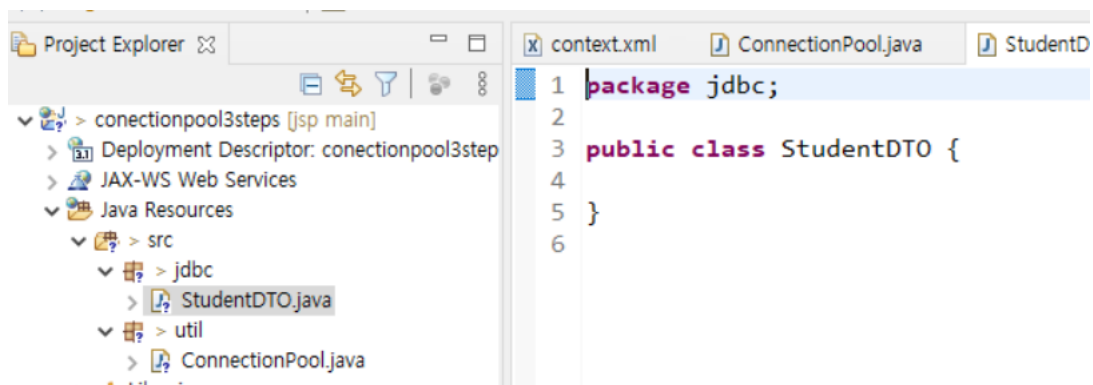 Project Explorer
> conectionpool3steps [jsp main]
Deployment Descriptor: conectionpool3step
JAX-WS Web Services
Java Resources
> src
> jdbc
StudentDTO.java
> util
ConnectionPool.java
context.xml ConnectionPool.java StudentD
1 package jdbc;
2
3 public class StudentDTO {
4
5 }
6